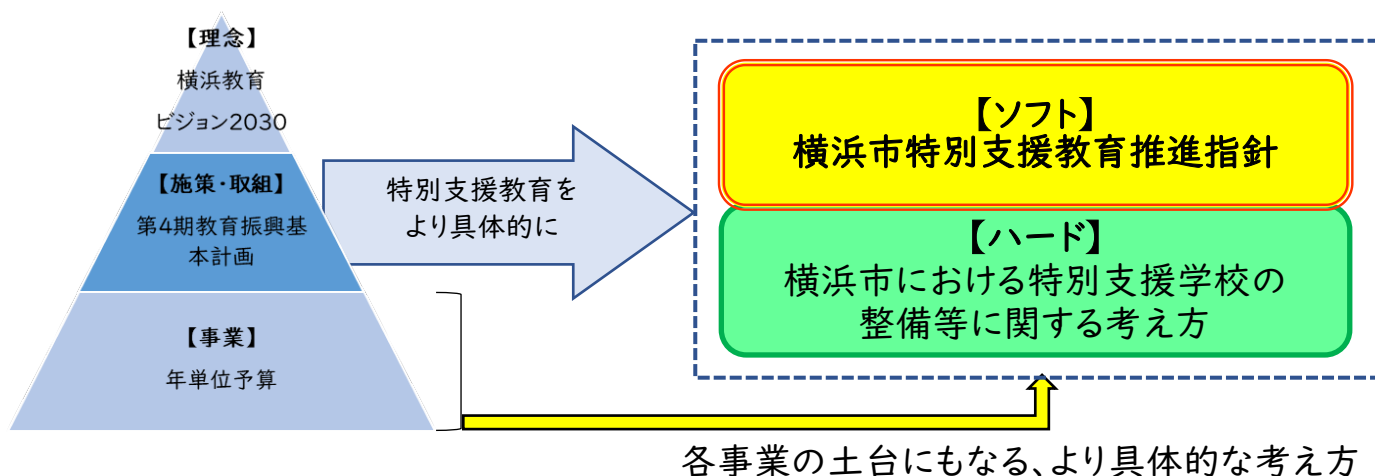 【理念】
横浜教育
ビジョン2030
【施策・取組】
第4期教育振興基
本計画
【事業】
年単位予算
特別支援教育を
より具体的に
【ソフト】
横浜市特別支援教育推進指針
【ハード】
横浜市における特別支援学校の
整備等に関する考え方
各事業の土台にもなる、より具体的な考え方